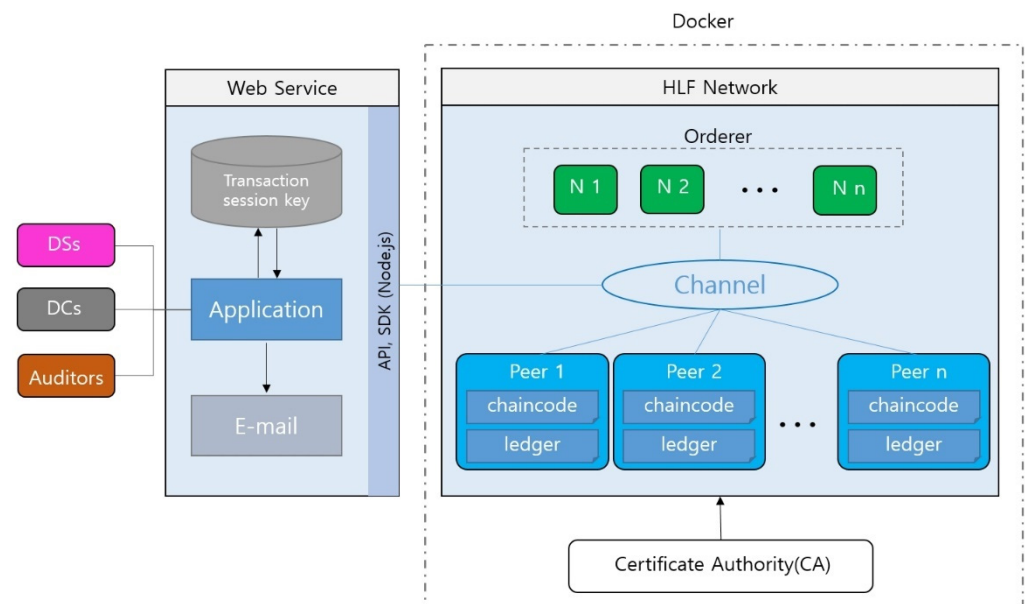 Docker
Web Service
HLF Network
Orderer
Transaction
session key
N 1
N 2
• • •
N n
DSs
DCs
Auditors
Application
E-mail
API, SDK (Node.js)
Channel
Peer 1
chaincode
ledger
Peer 2
chaincode
ledger
• • •
Peer n
chaincode
ledger
Certificate Authority(CA)